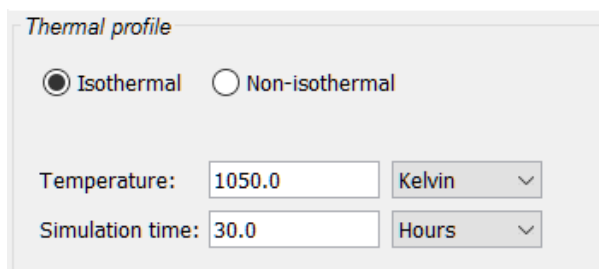 Thermal profile
Isothermal Non-isothermal
Temperature: 1050.0 Kelvin
Simulation time: 30.0 Hours